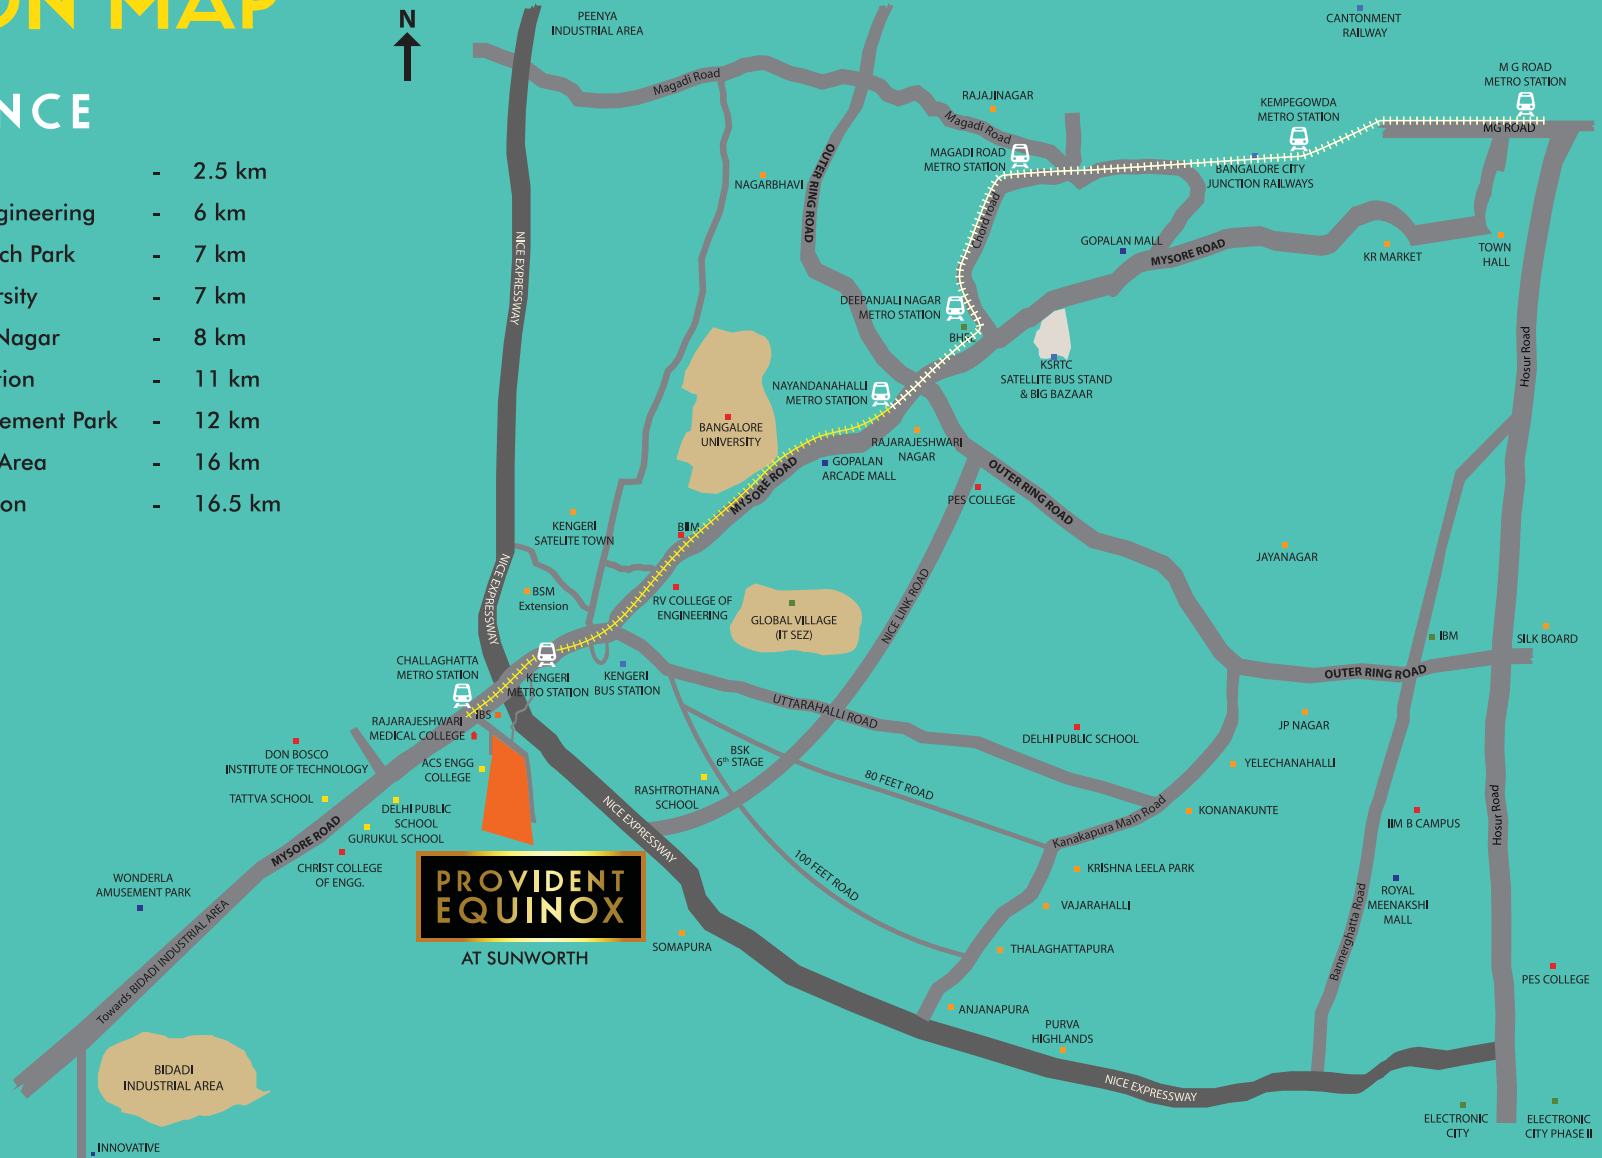 ON MAP
NCE
- 2.5 km
gineering - 6 km
ch Park - 7 km
rsity - 7 km
Nagar - 8 km
tion - 11 km
ement Park - 12 km
Area - 16 km
on - 16.5 km
N
PEENYA
INDUSTRIAL AREA
CANTONMENT
RAILWAY
M G ROAD
METRO STATION
Magadi Road
RAJAJINAGAR
KEMPEGOWDA
METRO STATION
Magadi Road
MG ROAD
MAGADI ROAD
METRO STATION
OUTER RING ROAD
NAGARBHAVI
BANGALORE CITY
JUNCTION RAILWAYS
Chord road
NICE EXPRESSWAY
GOPALAN MALL
MYSORE ROAD
KR MARKET
TOWN
HALL
DEEPANJALI NAGAR
METRO STATION
BHEL
KSRTC
SATELLITE BUS STAND
& BIG BAZAAR
Hosur Road
NAYANDANAHALLI
METRO STATION
BANGALORE
UNIVERSITY
RAJARAJESHWARI
NAGAR
GOPALAN
ARCADE MALL
MYSORE ROAD
OUTER RING ROAD
PES COLLEGE
KENGERI
SATELITE TOWN
BIIM
JAYANAGAR
NICE EXPRESSWAY
BSM
Extension
RV COLLEGE OF
ENGINEERING
GLOBAL VILLAGE
(IT SEZ)
NICE LINK ROAD
IBM
SILK BOARD
CHALLAGHATTA
METRO STATION
KENGERI
METRO STATION
KENGERI
BUS STATION
OUTER RING ROAD
UTTARAHALLI ROAD
IBS
RAJARAJESHWARI
MEDICAL COLLEGE
JP NAGAR
DELHI PUBLIC SCHOOL
DON BOSCO
INSTITUTE OF TECHNOLOGY
ACS ENGG
COLLEGE
BSK
6th STAGE
YELECHANAHALLI
RASHTROTHANA
SCHOOL
80 FEET ROAD
TATTVA SCHOOL
DELHI PUBLIC
SCHOOL
GURUKUL SCHOOL
NICE EXPRESSWAY
Kanakapura Main Road
KONANAKUNTE
IIM B CAMPUS
Hosur Road
MYSORE ROAD
CHRIST COLLEGE
OF ENGG.
100 FEET ROAD
KRISHNA LEELA PARK
WONDERLA
AMUSEMENT PARK
PROVIDENT
EQUINOX
AT SUNWORTH
VAJARAHALLI
ROYAL
MEENAKSHI
MALL
Bannerghatta Road
SOMAPURA
THALAGHATTAPURA
Towards BIDADI INDUSTRIAL AREA
PES COLLEGE
ANJANAPURA
PURVA
HIGHLANDS
BIDADI
INDUSTRIAL AREA
NICE EXPRESSWAY
ELECTRONIC
CITY
ELECTRONIC
CITY PHASE II
INNOVATIVE